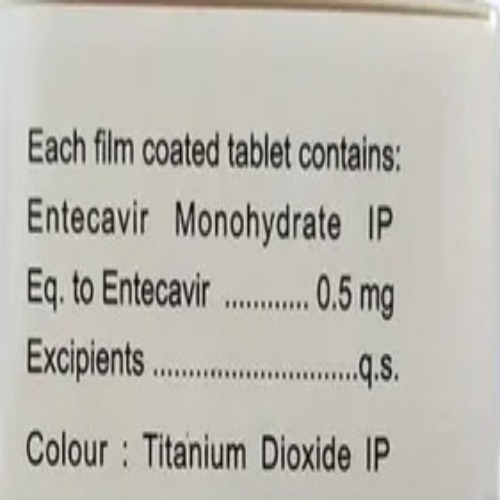 Each film coated tablet contains:
Entecavir Monohydrate IP
Eq. to Entecavir ............ 0.5 mg
Excipients .............................q.s.
Colour : Titanium Dioxide IP